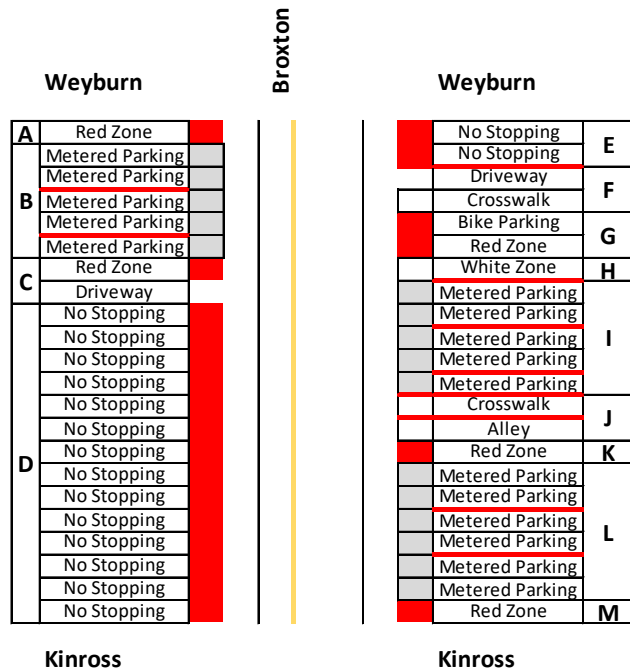 Weyburn
A
Red Zone
B
Metered Parking
Metered Parking
Metered Parking
Metered Parking
Metered Parking
C
Red Zone
Driveway
D
No Stopping
No Stopping
No Stopping
No Stopping
No Stopping
No Stopping
No Stopping
No Stopping
No Stopping
No Stopping
No Stopping
No Stopping
No Stopping
No Stopping
Kinross
Broxton
Weyburn
No Stopping
No Stopping
E
Driveway
Crosswalk
F
Bike Parking
Red Zone
G
White Zone
H
Metered Parking
Metered Parking
Metered Parking
Metered Parking
Metered Parking
I
Crosswalk
Alley
J
Red Zone
K
Metered Parking
Metered Parking
Metered Parking
Metered Parking
Metered Parking
Metered Parking
L
Red Zone
M
Kinross